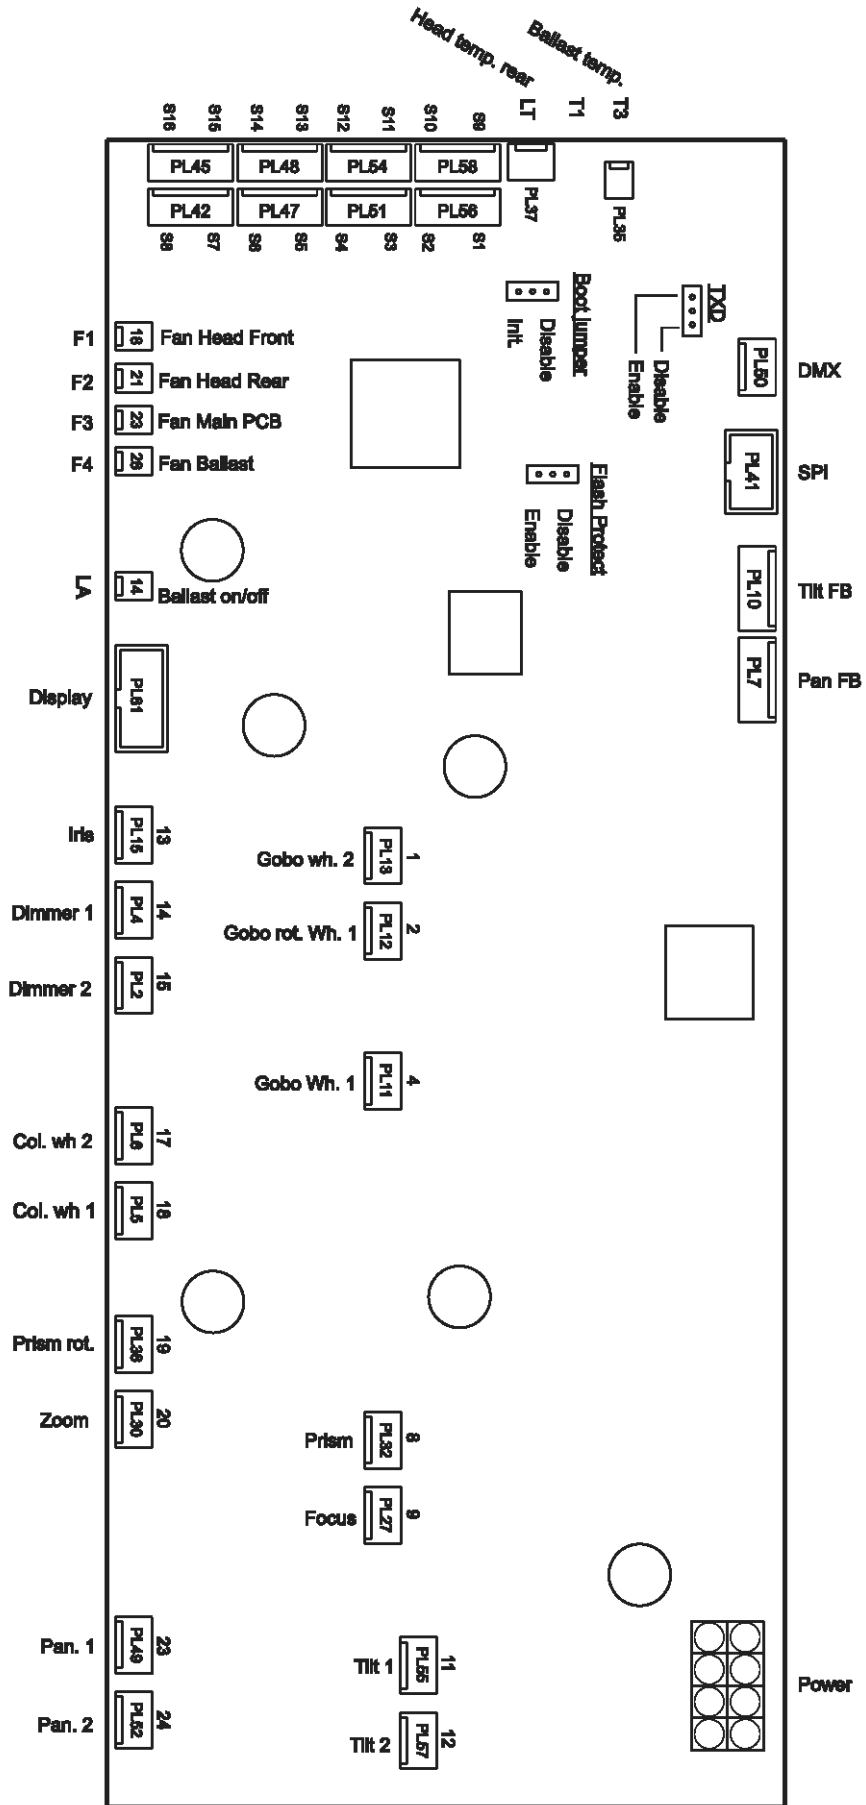 Head temp. rear
Ballast temp.
S16
S15
S14
S13
S12
S11
S10
S9
LT
T1
T3
PL45
PL48
PL54
PL58
PL37
PL35
PL42
PL47
PL51
PL56
S8
S7
S6
S5
S4
S3
S2
S1
Boot jumper
Disable
Init.
TXD
Disable
Enable
F1
18
Fan Head Front
F2
21
Fan Head Rear
F3
23
Fan Main PCB
F4
26
Fan Ballast
PL50
DMX
PL41
SPI
Flash Protect
Disable
Enable
LA
14
Ballast on/off
PL10
Tilt FB
PL7
Pan FB
Display
PL61
Iris
PL15
13
Gobo wh. 2
PL13
1
Dimmer 1
PL4
14
Gobo rot. Wh. 1
PL12
2
Dimmer 2
PL2
15
Gobo Wh. 1
PL11
4
Col. wh 2
PL6
17
Col. wh 1
PL5
18
Prism rot.
PL36
19
Zoom
PL30
20
Prism
PL32
8
Focus
PL27
9
Pan. 1
PL49
23
Tilt 1
PL55
11
Power
Pan. 2
PL52
24
Tilt 2
PL57
12